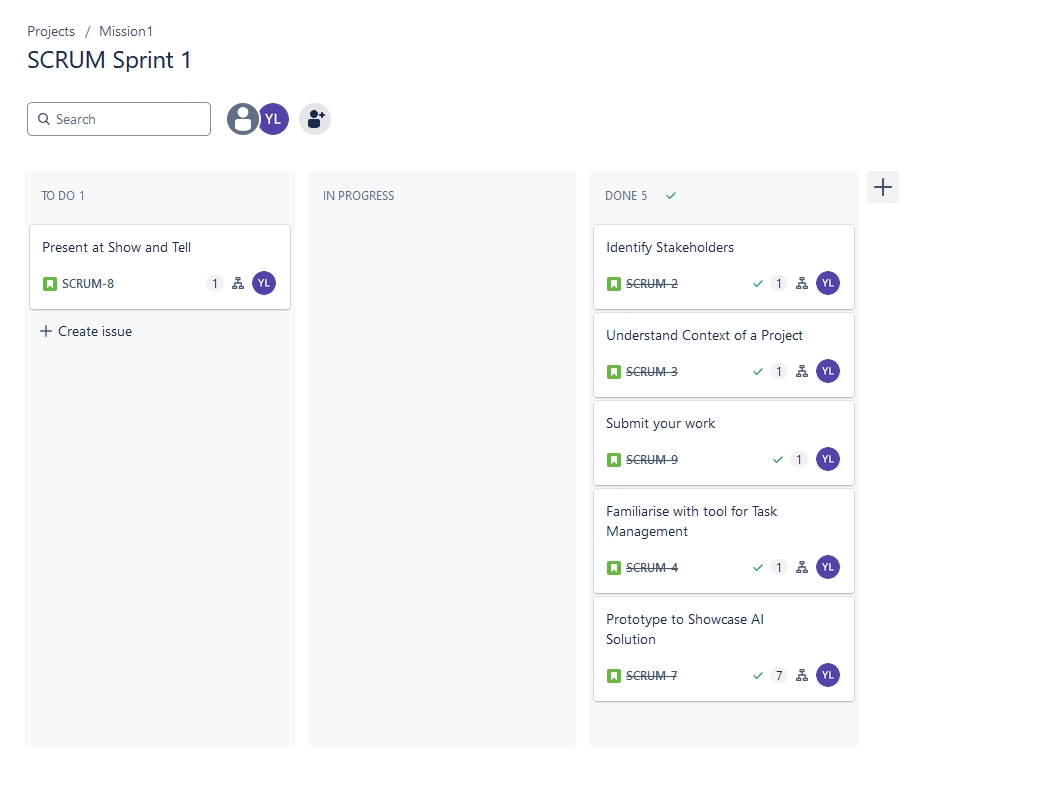 Projects / Mission1
SCRUM Sprint 1
Search
YL
TO DO 1
Present at Show and Tell
SCRUM-8 1 YL
+ Create issue
IN PROGRESS
DONE 5
Identify Stakeholders
SCRUM-2 1 YL
Understand Context of a Project
SCRUM-3 1 YL
Submit your work
SCRUM-9 1 YL
Familiarise with tool for Task
Management
SCRUM-4 1 YL
Prototype to Showcase AI
Solution
SCRUM-7 7 YL